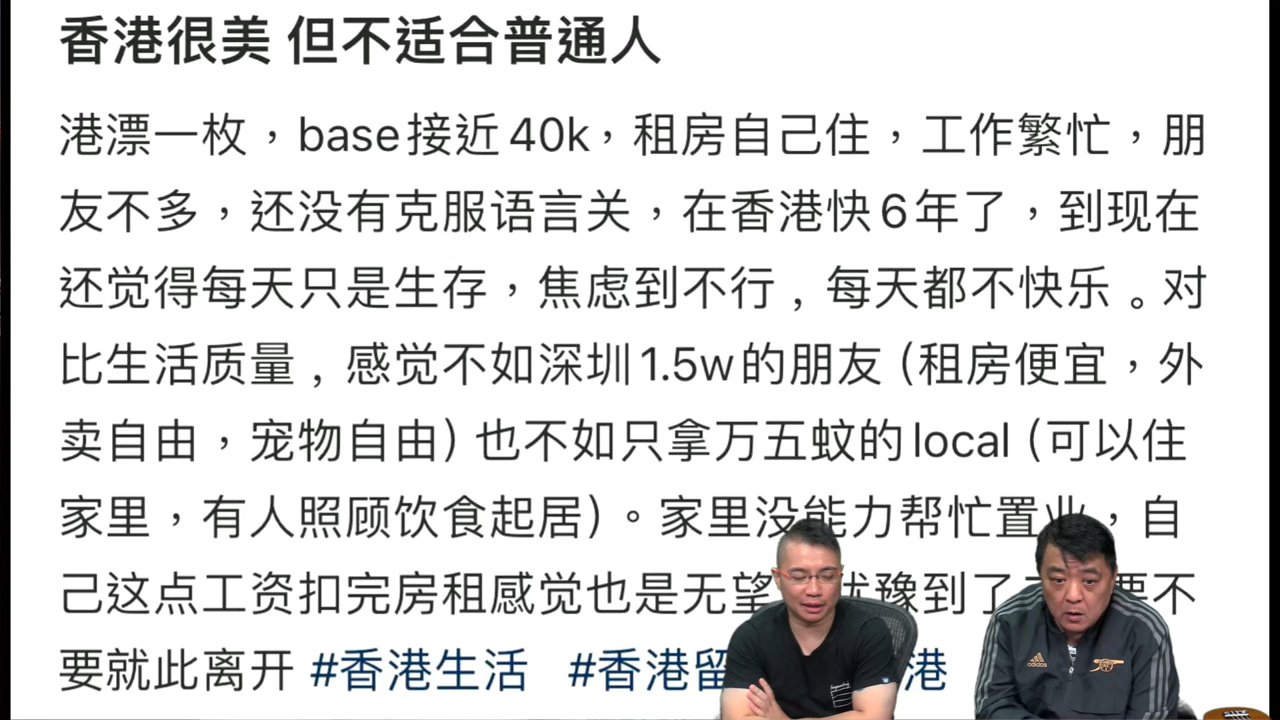 香港很美 但不适合普通人
港漂一枚，base接近40k，租房自己住，工作繁忙，朋
友不多，还没有克服语言关，在香港快6年了，到现在
还觉得每天只是生存，焦虑到不行，每天都不快乐。对
比生活质量，感觉不如深圳1.5w的朋友（租房便宜，外
卖自由，宠物自由）也不如只拿万五蚊的local（可以住
家里，有人照顾饮食起居）。家里没能力帮忙置业，自
己这点工资扣完房租感觉也是无望 犹豫到了 要不
要就此离开 #香港生活 #香港留 港
adidas